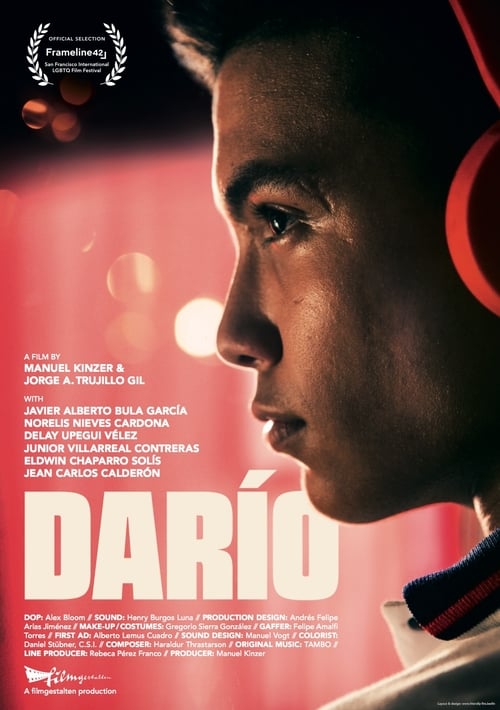 OFFICIAL SELECTION
Frameline42
San Francisco International
LGBTQ Film Festival
A FILM BY
MANUEL KINZER &
JORGE A. TRUJILLO GIL
WITH
JAVIER ALBERTO BULA GARCÍA
NORELIS NIEVES CARDONA
DELAY UPEGUI VÉLEZ
JUNIOR VILLARREAL CONTRERAS
ELDWIN CHAPARRO SOLÍS
JEAN CARLOS CALDERÓN
DARÍO
DOP: Alex Bloom // SOUND: Henry Burgos Luna // PRODUCTION DESIGN: Andrés Felipe
Arias Jiménez // MAKE-UP/COSTUMES: Gregorio Sierra González // GAFFER: Felipe Amalfi
Torres // FIRST AD: Alberto Lemus Cuadro // SOUND DESIGN: Manuel Vogt // COLORIST:
Daniel Stübner, C.S.I. // COMPOSER: Haraldur Thrastarson // ORIGINAL MUSIC: TAMBO //
LINE PRODUCER: Rebeca Pérez Franco // PRODUCER: Manuel Kinzer
filmgestalten
A filmgestalten production